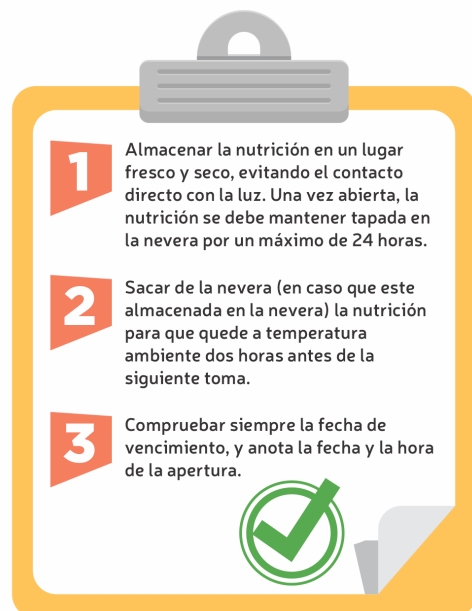 1
Almacenar la nutrición en un lugar
fresco y seco, evitando el contacto
directo con la luz. Una vez abierta, la
nutrición se debe mantener tapada en
la nevera por un máximo de 24 horas.
2
Sacar de la nevera (en caso que este
almacenada en la nevera) la nutrición
para que quede a temperatura
ambiente dos horas antes de la
siguiente toma.
3
Compruebar siempre la fecha de
vencimiento, y anota la fecha y la hora
de la apertura.